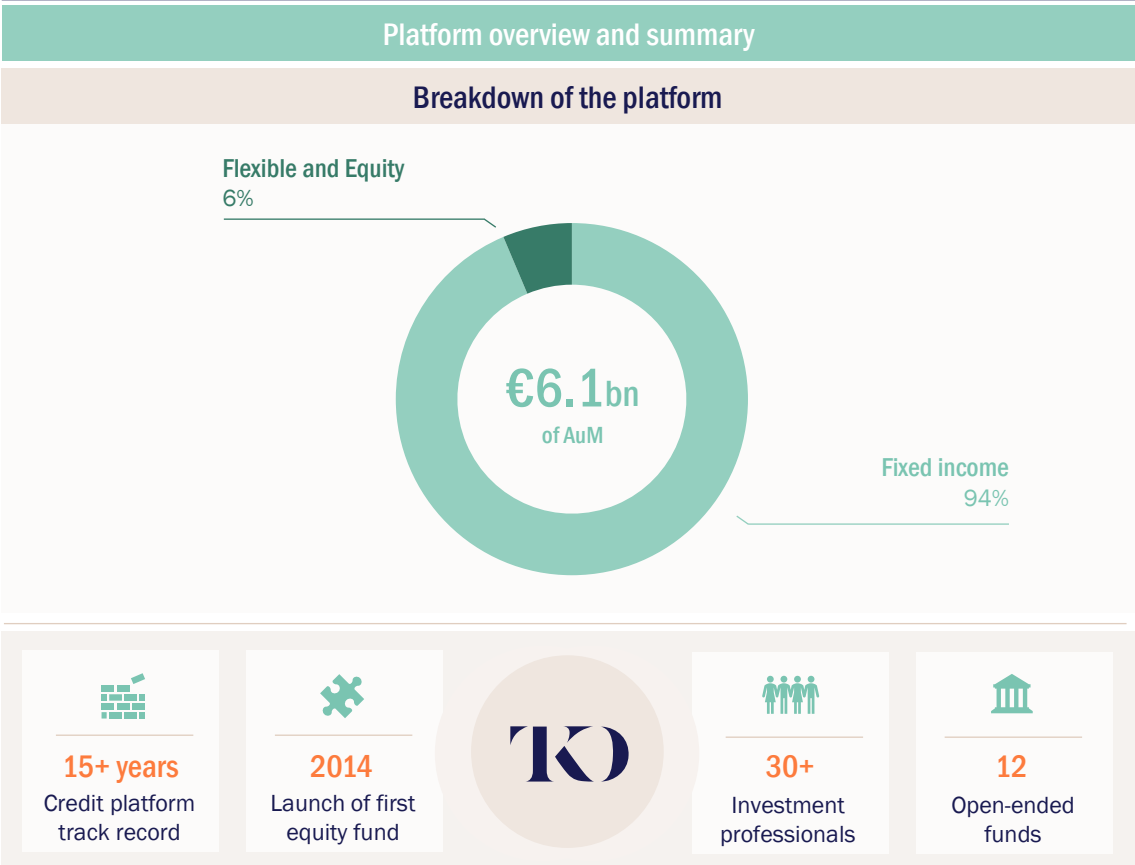 Platform overview and summary
Breakdown of the platform
Flexible and Equity
6%
€6.1bn
of AuM
Fixed income
94%
15+ years
Credit platform
track record
2014
Launch of first
equity fund
TKO
30+
Investment
professionals
12
Open-ended
funds